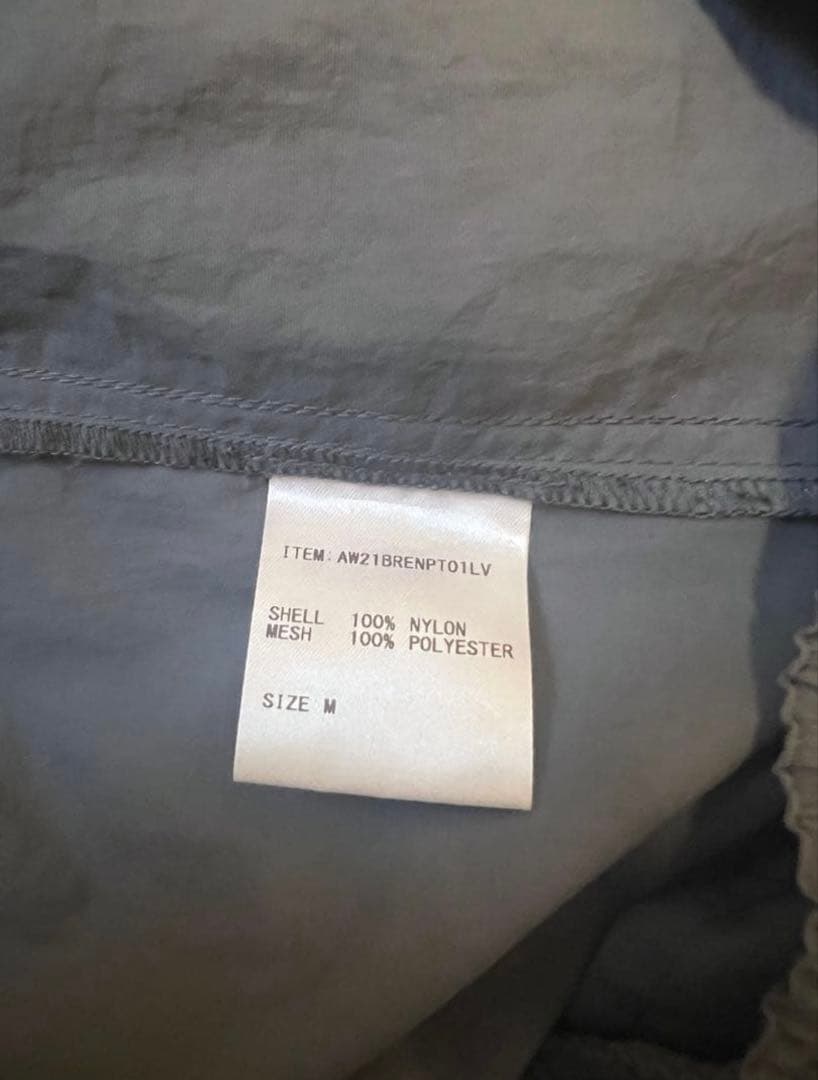 ITEM: AW21BRENPT01LV
SHELL 100% NYLON
MESH 100% POLYESTER
SIZE M